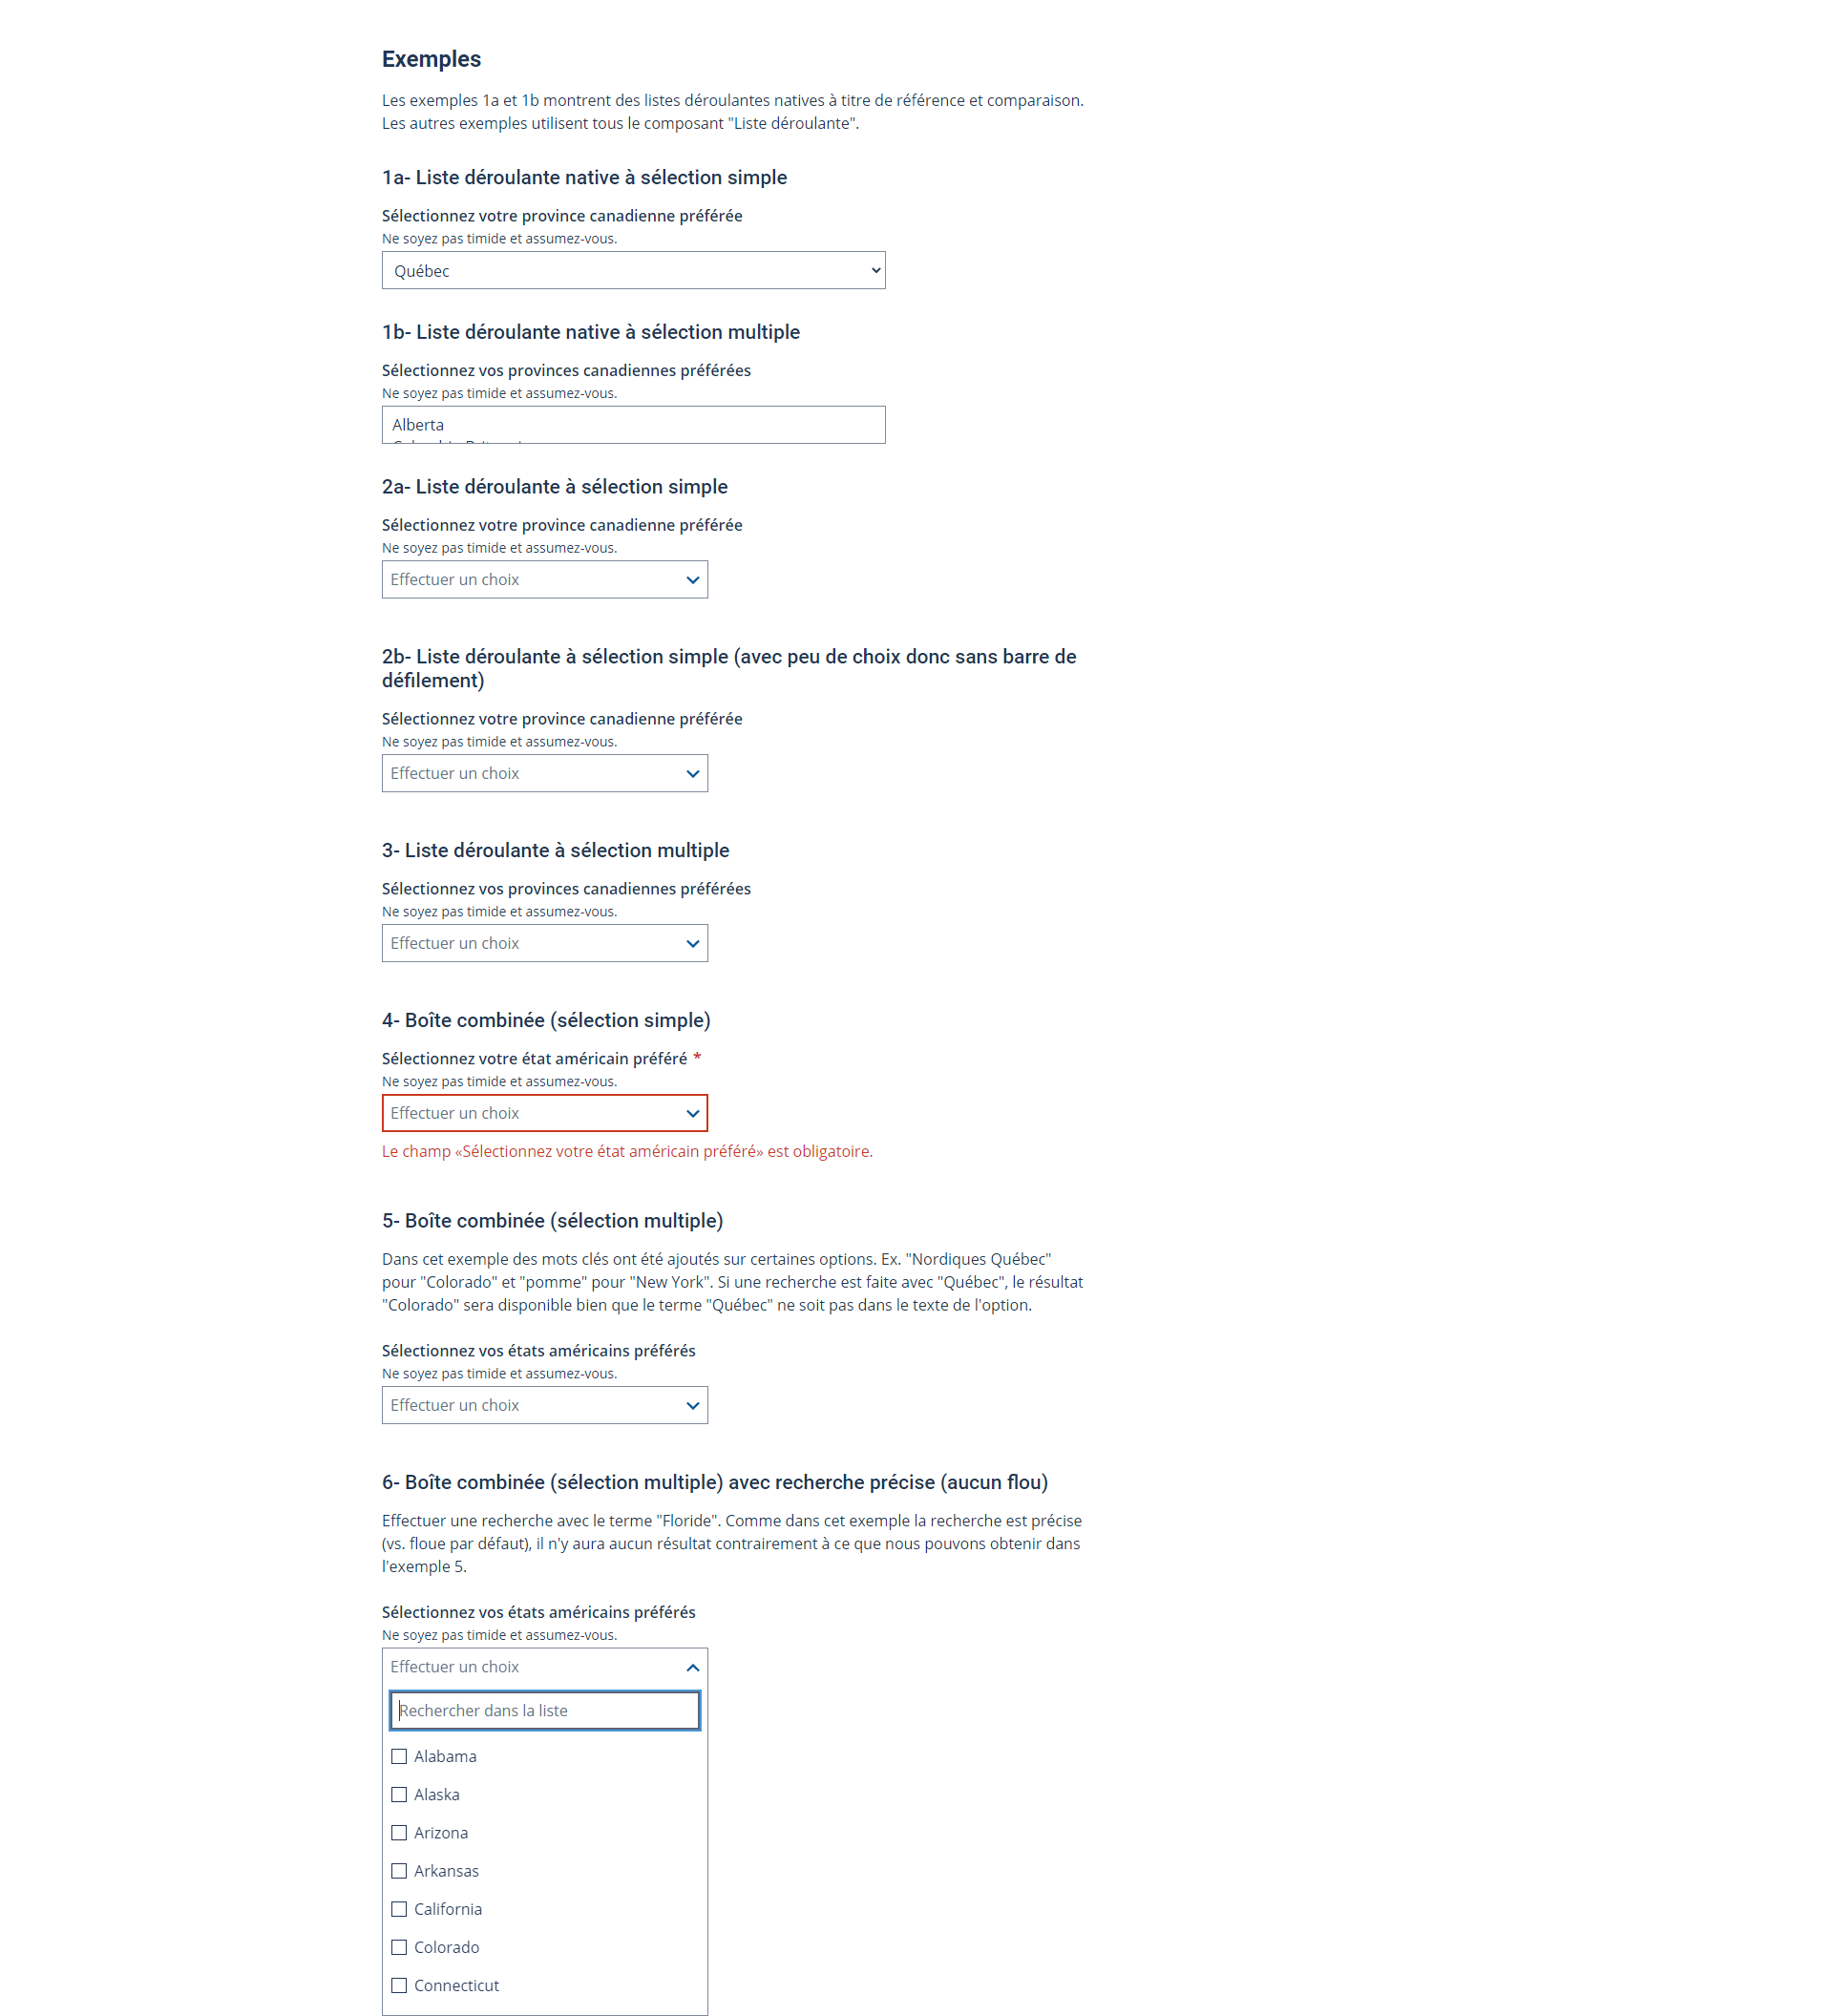 Exemples
Les exemples 1a et 1b montrent des listes déroulantes natives à titre de référence et comparaison.
Les autres exemples utilisent tous le composant "Liste déroulante".
1a- Liste déroulante native à sélection simple
Sélectionnez votre province canadienne préférée
Ne soyez pas timide et assumez-vous.
Québec
1b- Liste déroulante native à sélection multiple
Sélectionnez vos provinces canadiennes préférées
Ne soyez pas timide et assumez-vous.
Alberta
2a- Liste déroulante à sélection simple
Sélectionnez votre province canadienne préférée
Ne soyez pas timide et assumez-vous.
Effectuer un choix
2b- Liste déroulante à sélection simple (avec peu de choix donc sans barre de
défilement)
Sélectionnez votre province canadienne préférée
Ne soyez pas timide et assumez-vous.
Effectuer un choix
3- Liste déroulante à sélection multiple
Sélectionnez vos provinces canadiennes préférées
Ne soyez pas timide et assumez-vous.
Effectuer un choix
4- Boîte combinée (sélection simple)
Sélectionnez votre état américain préféré *
Ne soyez pas timide et assumez-vous.
Effectuer un choix
Le champ «Sélectionnez votre état américain préféré» est obligatoire.
5- Boîte combinée (sélection multiple)
Dans cet exemple des mots clés ont été ajoutés sur certaines options. Ex. "Nordiques Québec"
pour "Colorado" et "pomme" pour "New York". Si une recherche est faite avec "Québec", le résultat
"Colorado" sera disponible bien que le terme "Québec" ne soit pas dans le texte de l'option.
Sélectionnez vos états américains préférés
Ne soyez pas timide et assumez-vous.
Effectuer un choix
6- Boîte combinée (sélection multiple) avec recherche précise (aucun flou)
Effectuer une recherche avec le terme "Floride". Comme dans cet exemple la recherche est précise
(vs. floue par défaut), il n'y aura aucun résultat contrairement à ce que nous pouvons obtenir dans
l'exemple 5.
Sélectionnez vos états américains préférés
Ne soyez pas timide et assumez-vous.
Effectuer un choix
Rechercher dans la liste
Alabama
Alaska
Arizona
Arkansas
California
Colorado
Connecticut